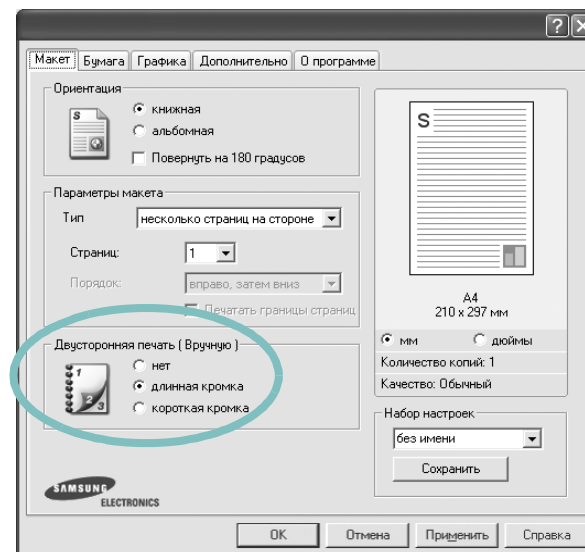 Макет Бумага Графика Дополнительно О программе
Ориентация
S
книжная
альбомная
Повернуть на 180 градусов
Параметры макета
Тип несколько страниц на стороне
Страниц: 1
Порядок: вправо, затем вниз
Печатать границы страниц
Двусторонняя печать ( Вручную )
1
2
3
нет
длинная кромка
короткая кромка
SAMSUNG
ELECTRONICS
S
A4
210 x 297 мм
мм дюймы
Количество копий: 1
Качество: Обычный
Набор настроек
без имени
Сохранить
OK Отмена Применить Справка